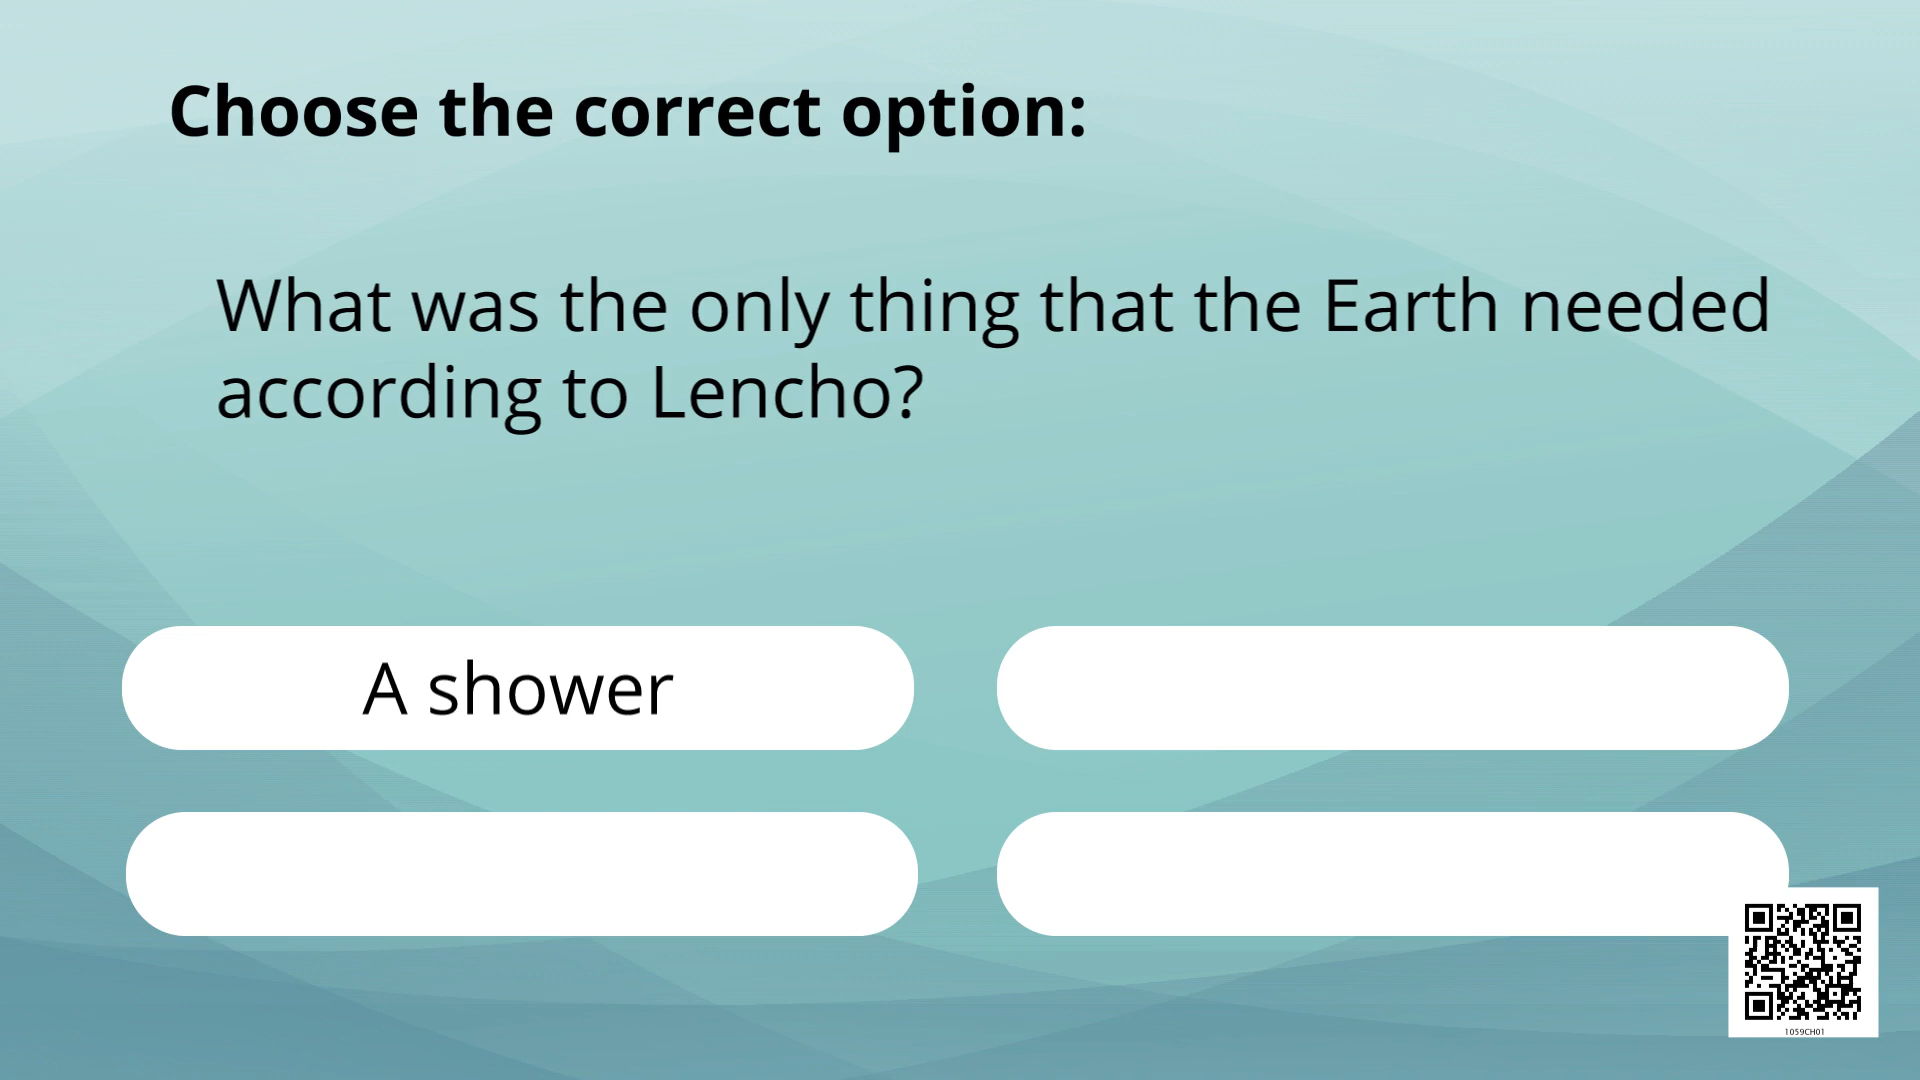 Choose the correct option:
What was the only thing that the Earth needed
according to Lencho?
A shower
1059CH01